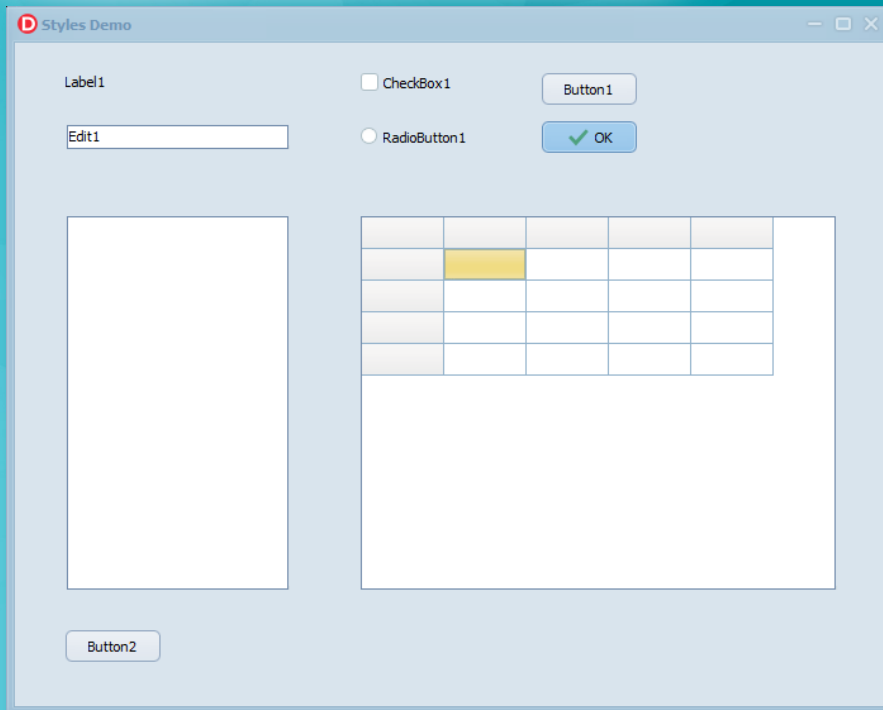 D Styles Demo
Label1
CheckBox1
Button1
Edit1
RadioButton1
OK
Button2